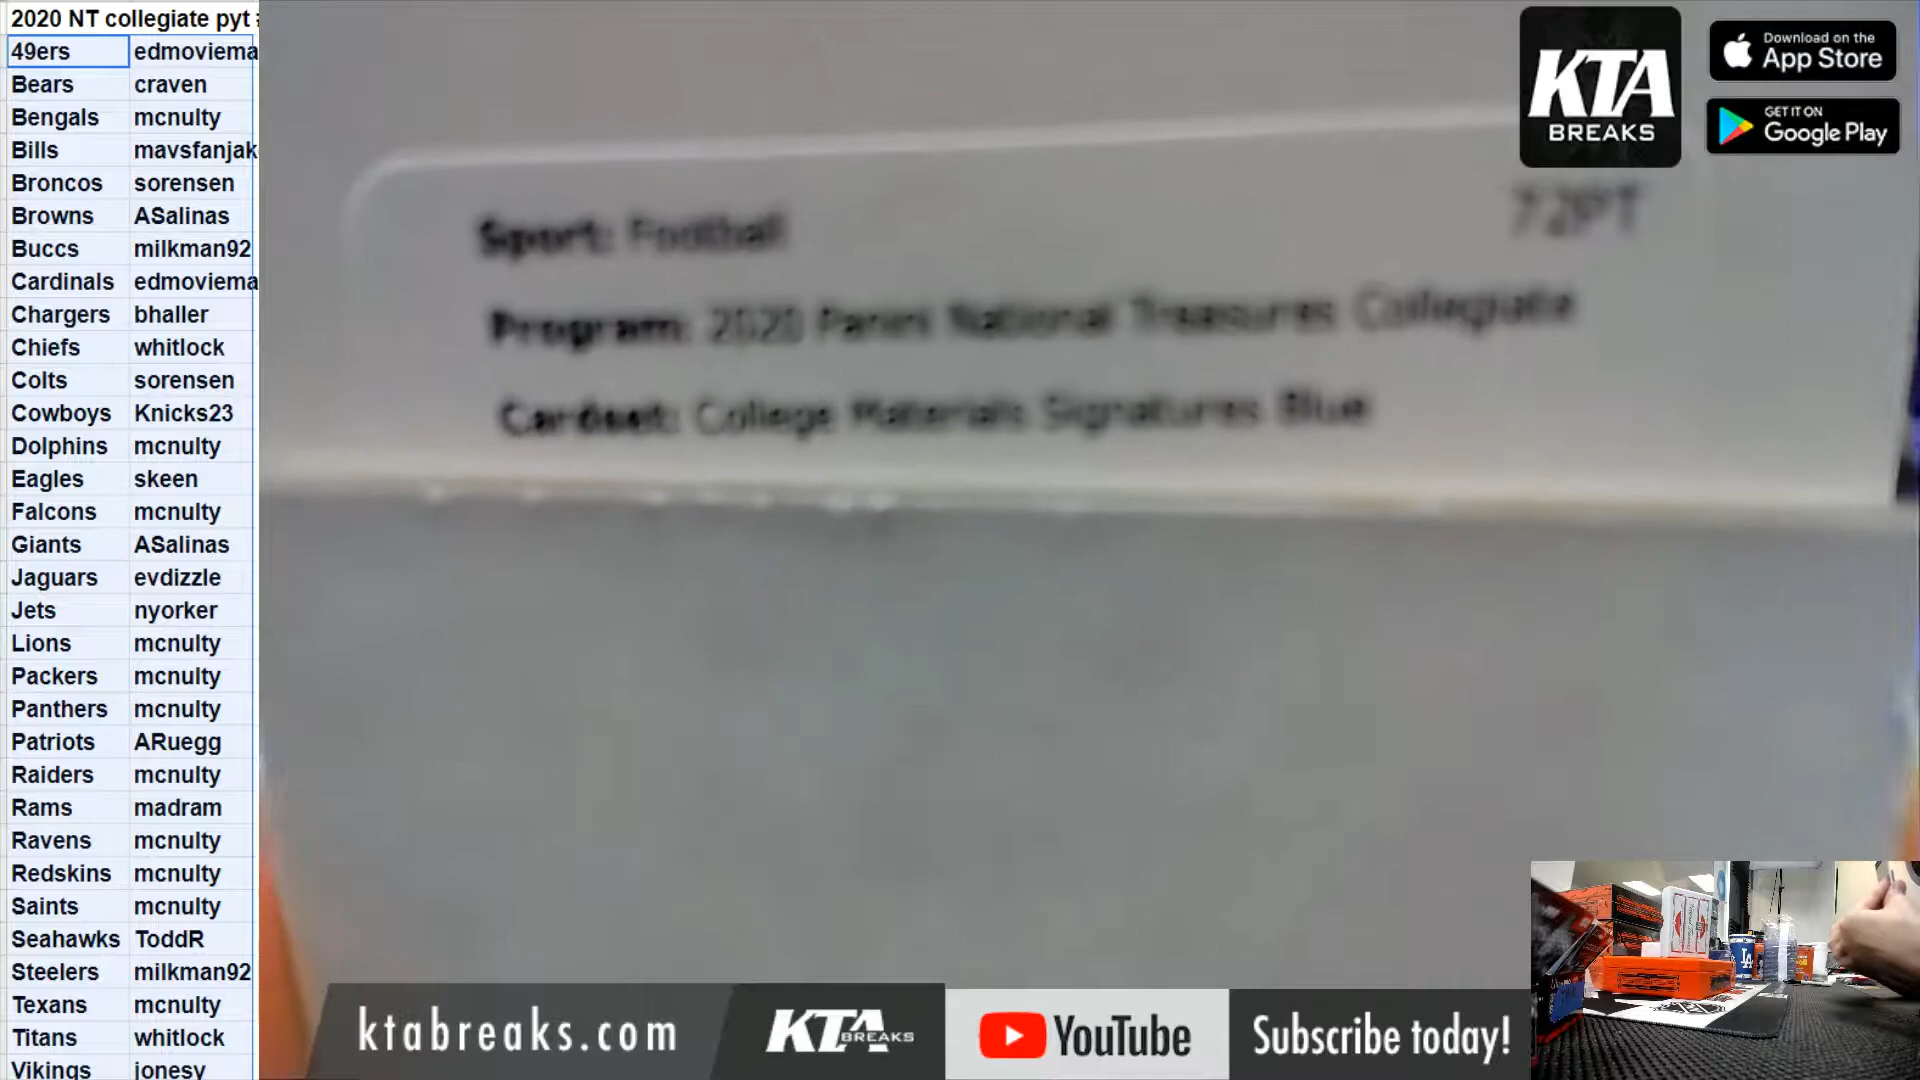 2020 NT collegiate pyt
49ers edmoviema
Bears craven
Bengals mcnulty
Bills mavsfanjak
Broncos sorensen
Browns ASalinas
Buccs milkman92
Cardinals edmoviema
Chargers bhaller
Chiefs whitlock
Colts sorensen
Cowboys Knicks23
Dolphins mcnulty
Eagles skeen
Falcons mcnulty
Giants ASalinas
Jaguars evdizzle
Jets nyorker
Lions mcnulty
Packers mcnulty
Panthers mcnulty
Patriots ARuegg
Raiders mcnulty
Rams madram
Ravens mcnulty
Redskins mcnulty
Saints mcnulty
Seahawks ToddR
Steelers milkman92
Texans mcnulty
Titans whitlock
Vikings jonesy
Sport: Football
72PT
Program: 2020 Panini National Treasures Collegiate
Cardset: College Materials Signatures Blue
KTA
BREAKS
Download on the
App Store
GET IT ON
Google Play
ktabreaks.com
KTA BREAKS
YouTube
Subscribe today!
LA